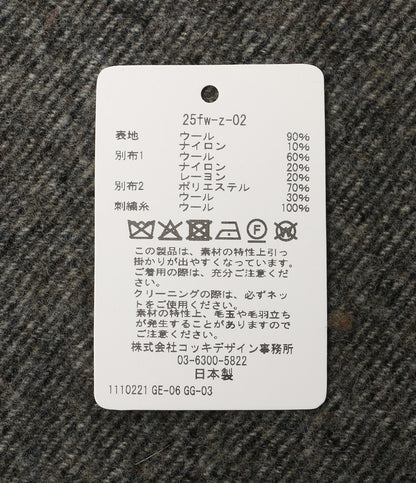 25fw-z-02
表地 ウール 90%
ナイロン 10%
別布1 ウール 60%
ナイロン 20%
レーヨン 20%
別布2 ポリエステル 70%
ウール 30%
刺繍糸 ウール 100%
F W
この製品は、素材の特性上引っ
掛かりが出やすくなっています。
ご着用の際は、充分ご注意くだ
さい。
クリーニングの際は、必ずネッ
トをご使用ください。
素材の特性上、毛玉や毛羽立ち
が発生することがありますので
ご注意ください。
株式会社コッキデザイン事務所
03-6300-5822
日本製
1110221 GE-06 GG-03